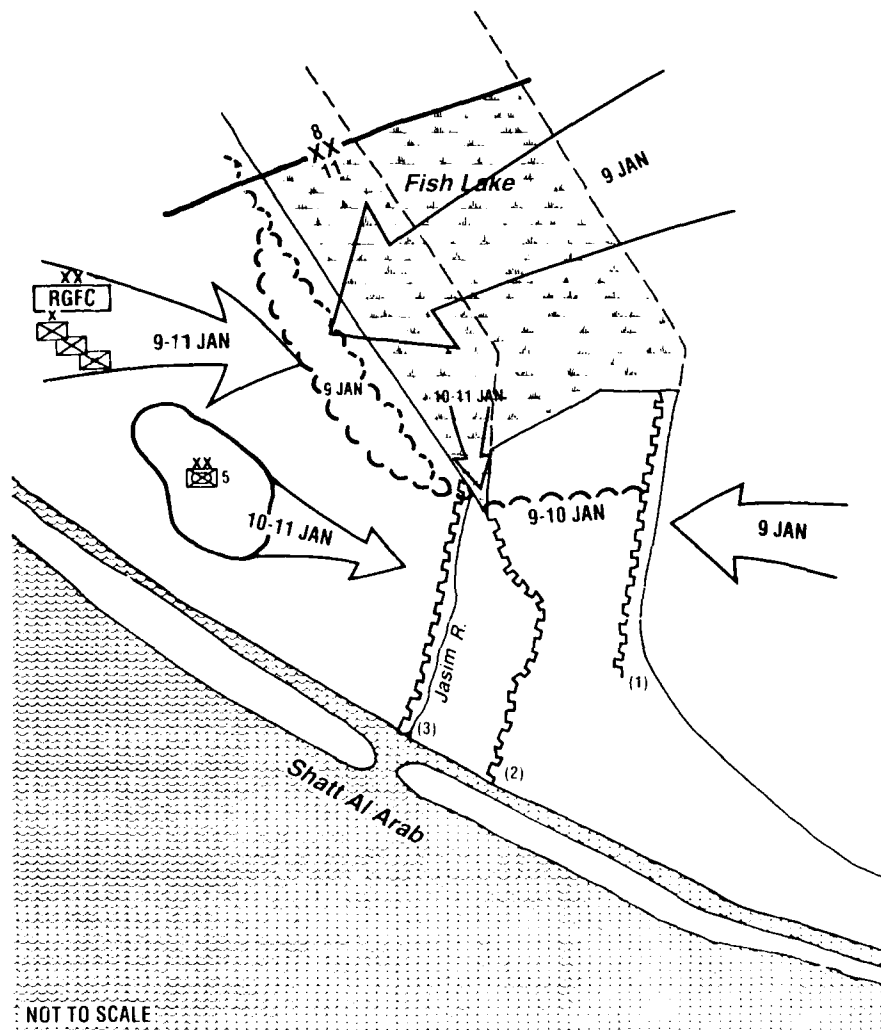 8
XX
11
Fish Lake
9 JAN
XX
RGFC
X
9-11 JAN
9 JAN
10-11 JAN
XX
5
10-11 JAN
9-10 JAN
9 JAN
Jasim R.
(1)
(3)
(2)
Shatt Al Arab
NOT TO SCALE